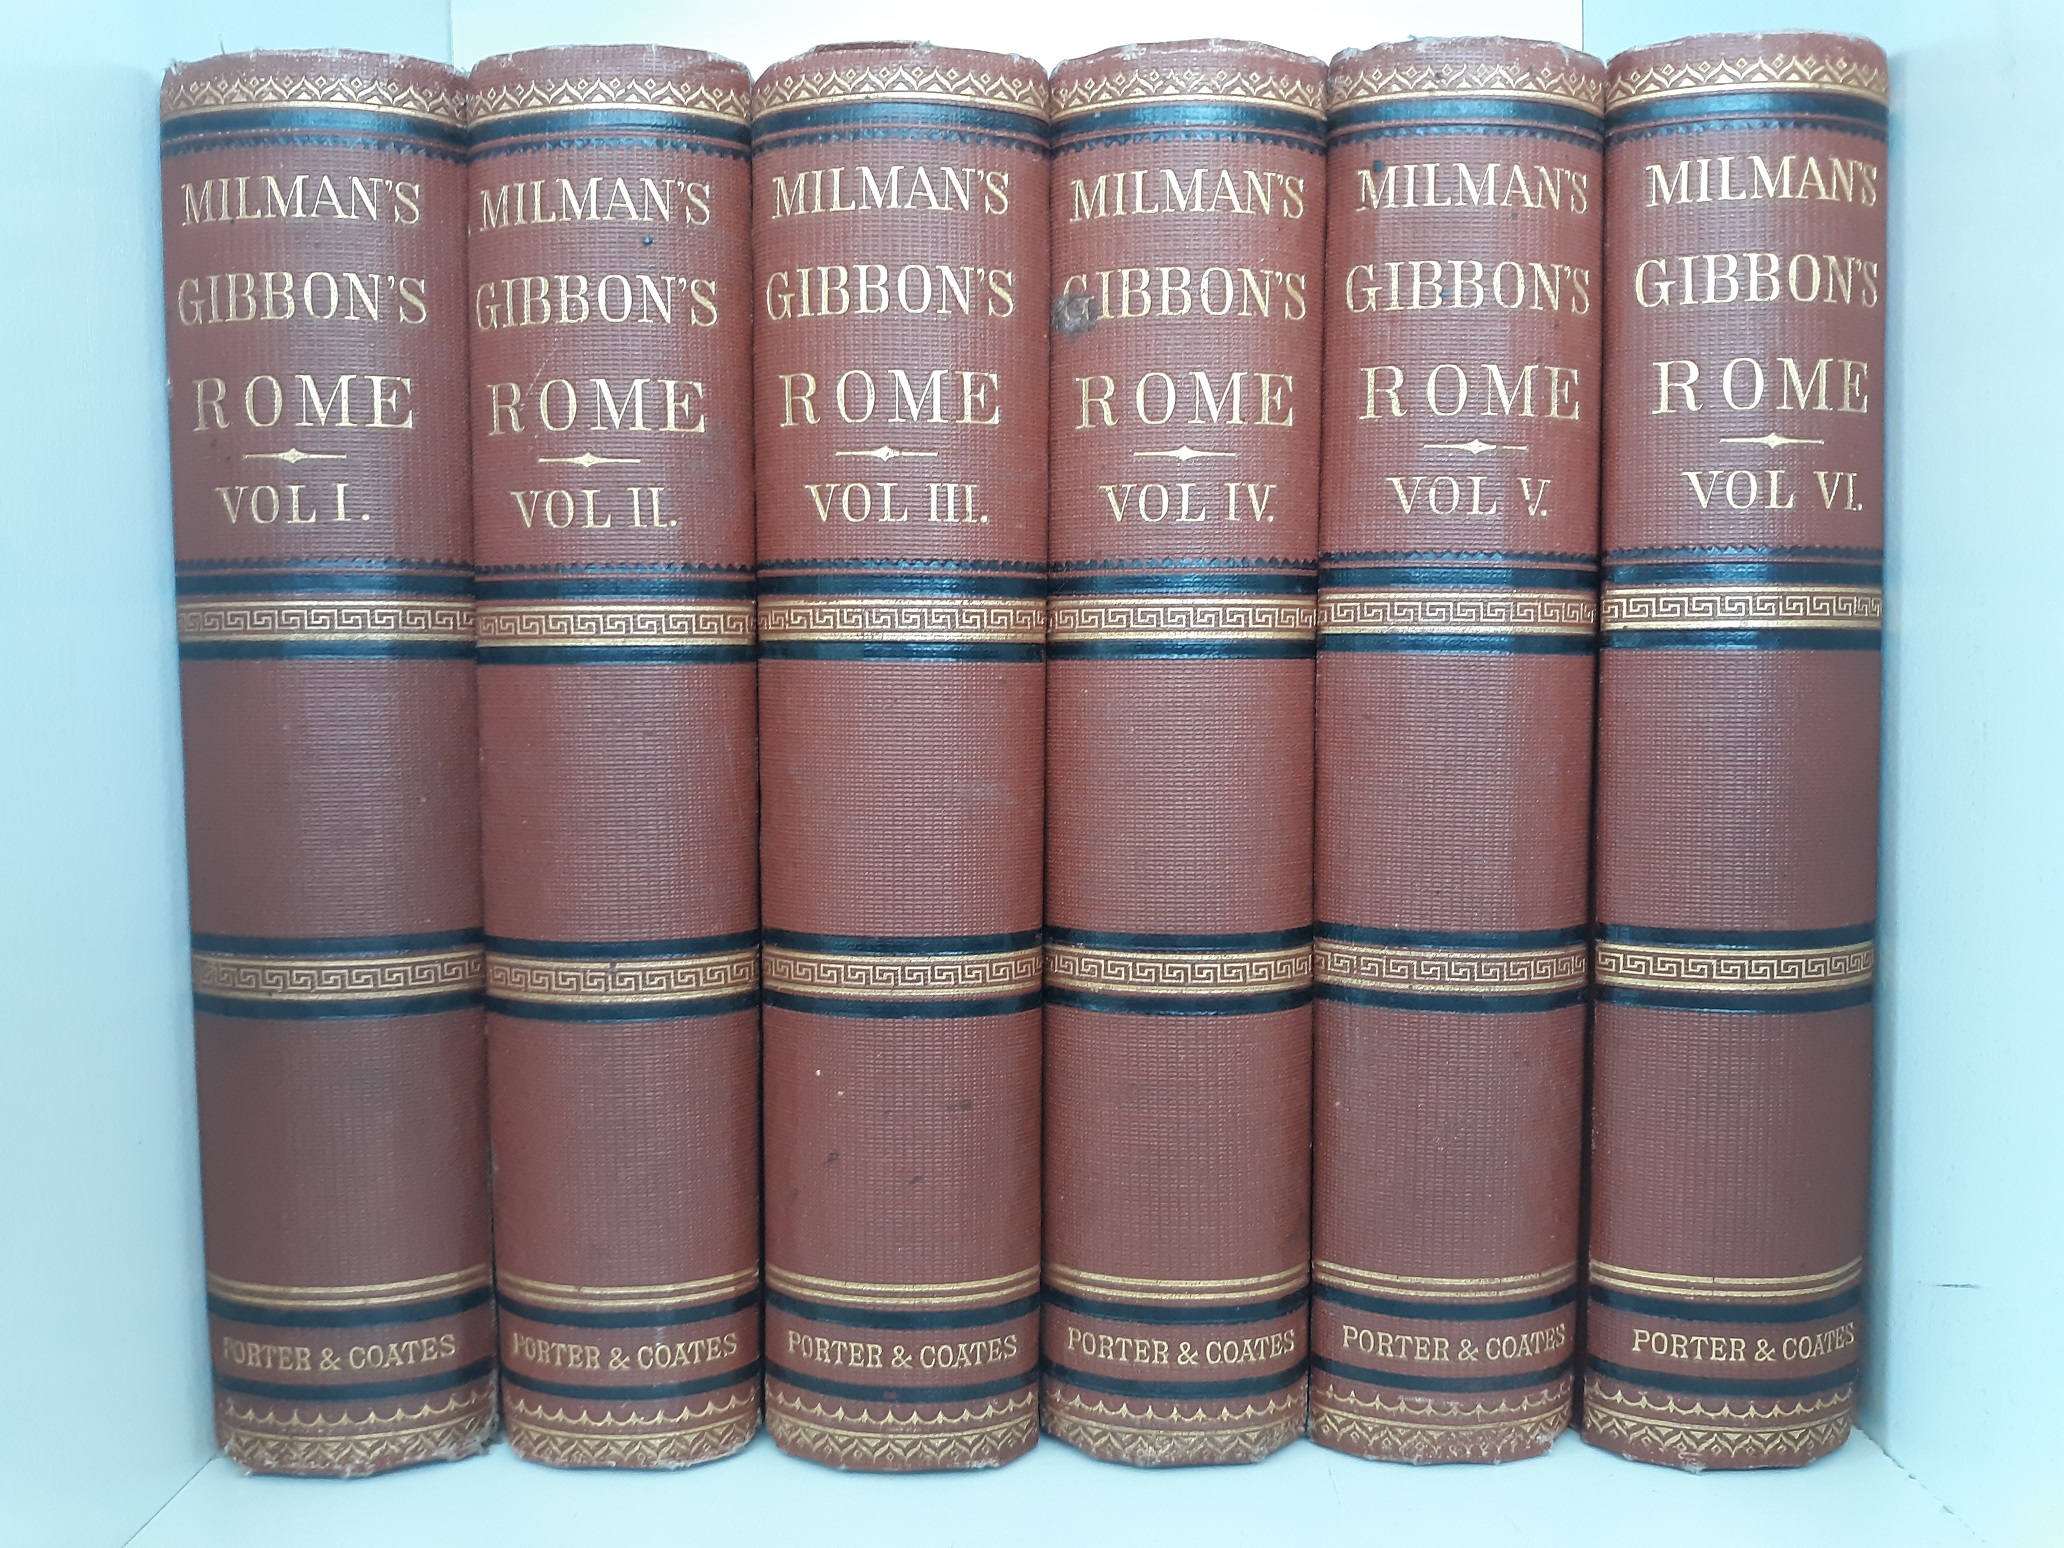 MILMAN'S
GIBBON'S
ROME
VOL I.
PORTER & COATES
MILMAN'S
GIBBON'S
ROME
VOL II.
PORTER & COATES
MILMAN'S
GIBBON'S
ROME
VOL III.
PORTER & COATES
MILMAN'S
GIBBON'S
ROME
VOL IV.
PORTER & COATES
MILMAN'S
GIBBON'S
ROME
VOL V.
PORTER & COATES
MILMAN'S
GIBBON'S
ROME
VOL VI.
PORTER & COATES